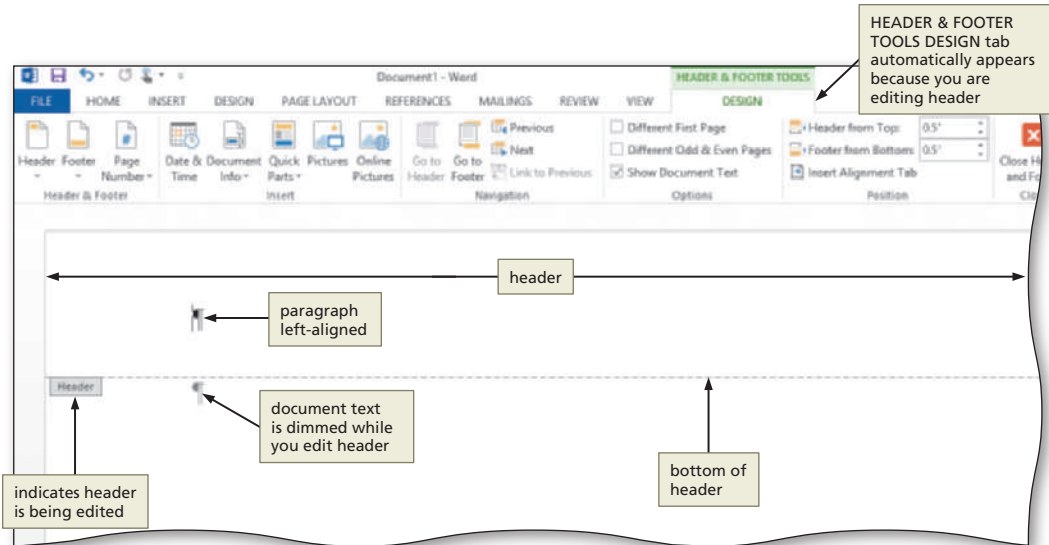 HEADER & FOOTER
TOOLS DESIGN tab
automatically appears
because you are
editing header
Document1 - Word
HEADER & FOOTER TOOLS
FILE HOME INSERT DESIGN PAGE LAYOUT REFERENCES MAILINGS REVIEW VIEW DESIGN
Header Footer Page Number
Date & Time Document Info Quick Parts Pictures Online Pictures
Go to Header Go to Footer
Previous
Next
Link to Previous
Different First Page
Different Odd & Even Pages
Show Document Text
Header from Top: 0.5"
Footer from Bottom: 0.5"
Insert Alignment Tab
Close H
and Fo
Header & Footer Insert Navigation Options Position Clo
header
paragraph
left-aligned
Header
document text
is dimmed while
you edit header
bottom of
header
indicates header
is being edited